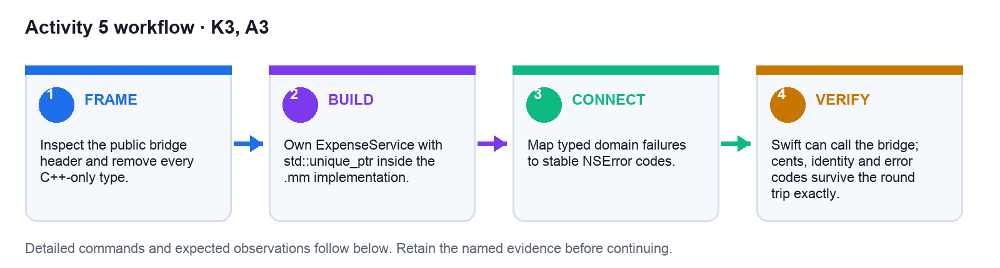 Activity 5 workflow · K3, A3
1
FRAME
Inspect the public bridge
header and remove every
C++-only type.
2
BUILD
Own ExpenseService with
std::unique_ptr inside the
.mm implementation.
3
CONNECT
Map typed domain failures
to stable NSError codes.
4
VERIFY
Swift can call the bridge;
cents, identity and error
codes survive the round
trip exactly.
Detailed commands and expected observations follow below. Retain the named evidence before continuing.